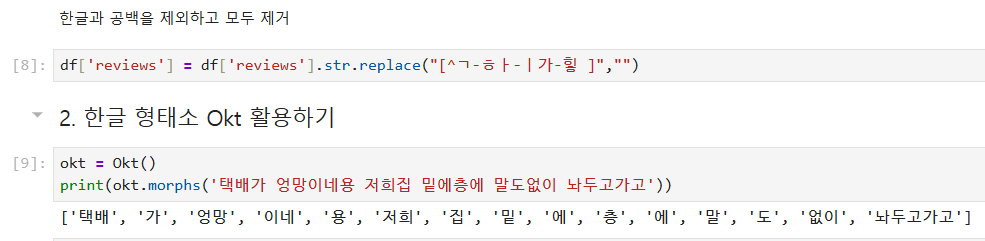 한글과 공백을 제외하고 모두 제거
[8]: df['reviews'] = df['reviews'].str.replace("[^ㄱ-ㅎㅏ-ㅣ가-힣 ]","")
2. 한글 형태소 Okt 활용하기
[9]: okt = Okt()
print(okt.morphs('택배가 엉망이네용 저희집 밑에층에 말도없이 놔두고가고'))
['택배', '가', '엉망', '이네', '용', '저희', '집', '밑', '에', '층', '에', '말', '도', '없이', '놔두고가고']